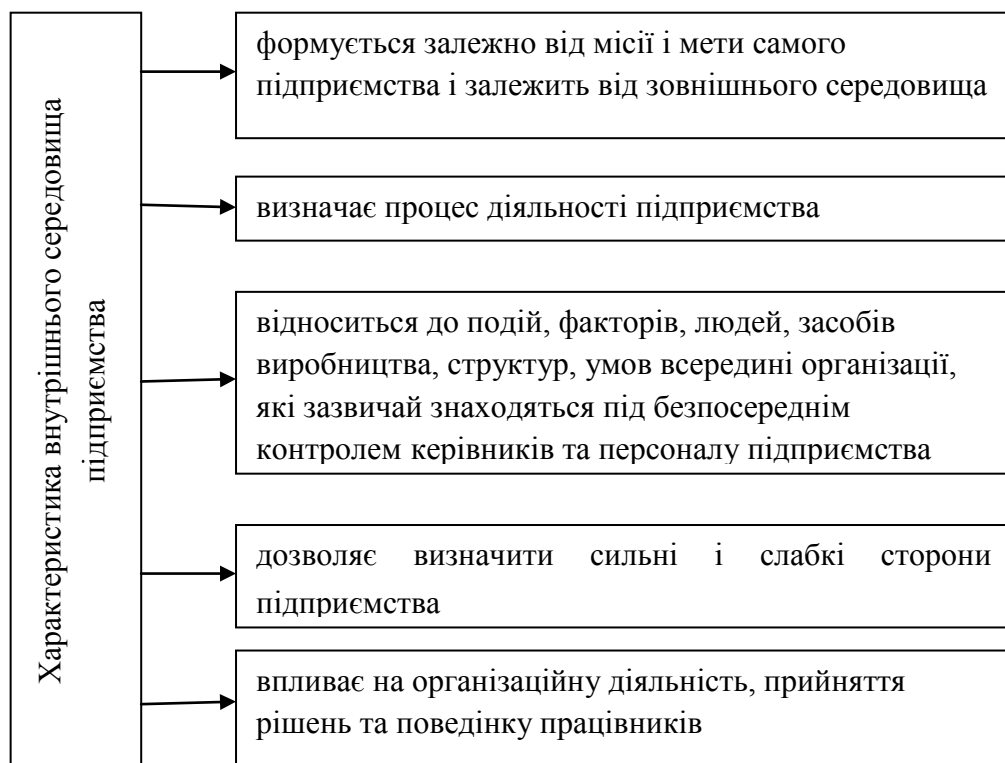 Характеристика внутрішнього середовища
підприємства
формується залежно від місії і мети самого
підприємства і залежить від зовнішнього середовища
визначає процес діяльності підприємства
відноситься до подій, факторів, людей, засобів
виробництва, структур, умов всередині організації,
які зазвичай знаходяться під безпосереднім
контролем керівників та персоналу підприємства
дозволяє визначити сильні і слабкі сторони
підприємства
впливає на організаційну діяльність, прийняття
рішень та поведінку працівників